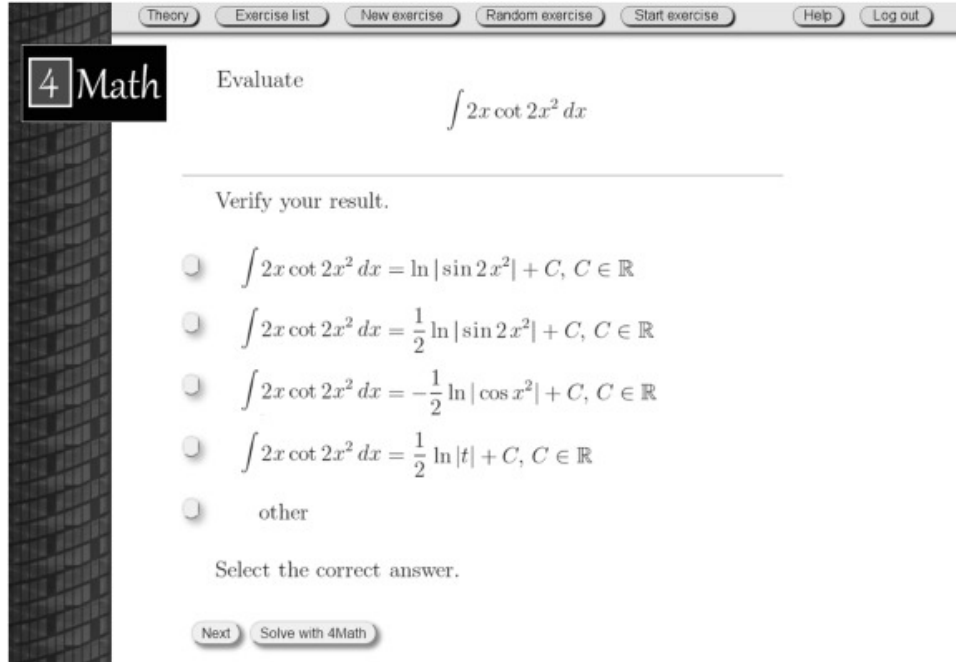 Theory Exercise list New exercise Random exercise Start exercise Help Log out
4 Math
Evaluate
∫ 2x cot 2x² dx
Verify your result.
∫ 2x cot 2x² dx = ln | sin 2x²| + C, C ∈ ℝ
∫ 2x cot 2x² dx = 1/2 ln | sin 2x²| + C, C ∈ ℝ
∫ 2x cot 2x² dx = −1/2 ln | cos x²| + C, C ∈ ℝ
∫ 2x cot 2x² dx = 1/2 ln |t| + C, C ∈ ℝ
other
Select the correct answer.
Next Solve with 4Math